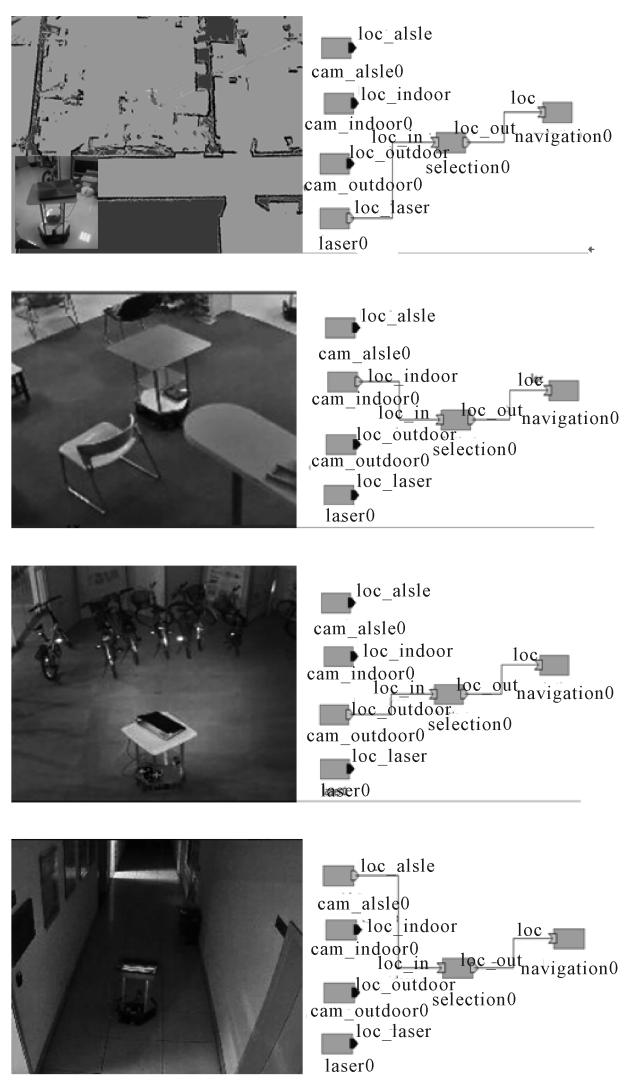 loc_alsle
cam_alsle0
loc_indoor
cam_indoor0
loc_in
loc_out
loc
navigation0
loc_outdoor
selection0
cam_outdoor0
loc_laser
laser0
loc_alsle
cam_alsle0
loc_indoor
loc
cam_indoor0
loc_in
loc_out
navigation0
loc_outdoor
selection0
cam_outdoor0
loc_laser
laser0
loc_alsle
cam_alsle0
loc_indoor
loc
cam_indoor0
loc_in
loc_out
navigation0
loc_outdoor
selection0
cam_outdoor0
loc_laser
laser0
loc_alsle
cam_alsle0
loc_indoor
loc
cam_indoor0
loc_in
loc_out
navigation0
loc_outdoor
selection0
cam_outdoor0
loc_laser
laser0